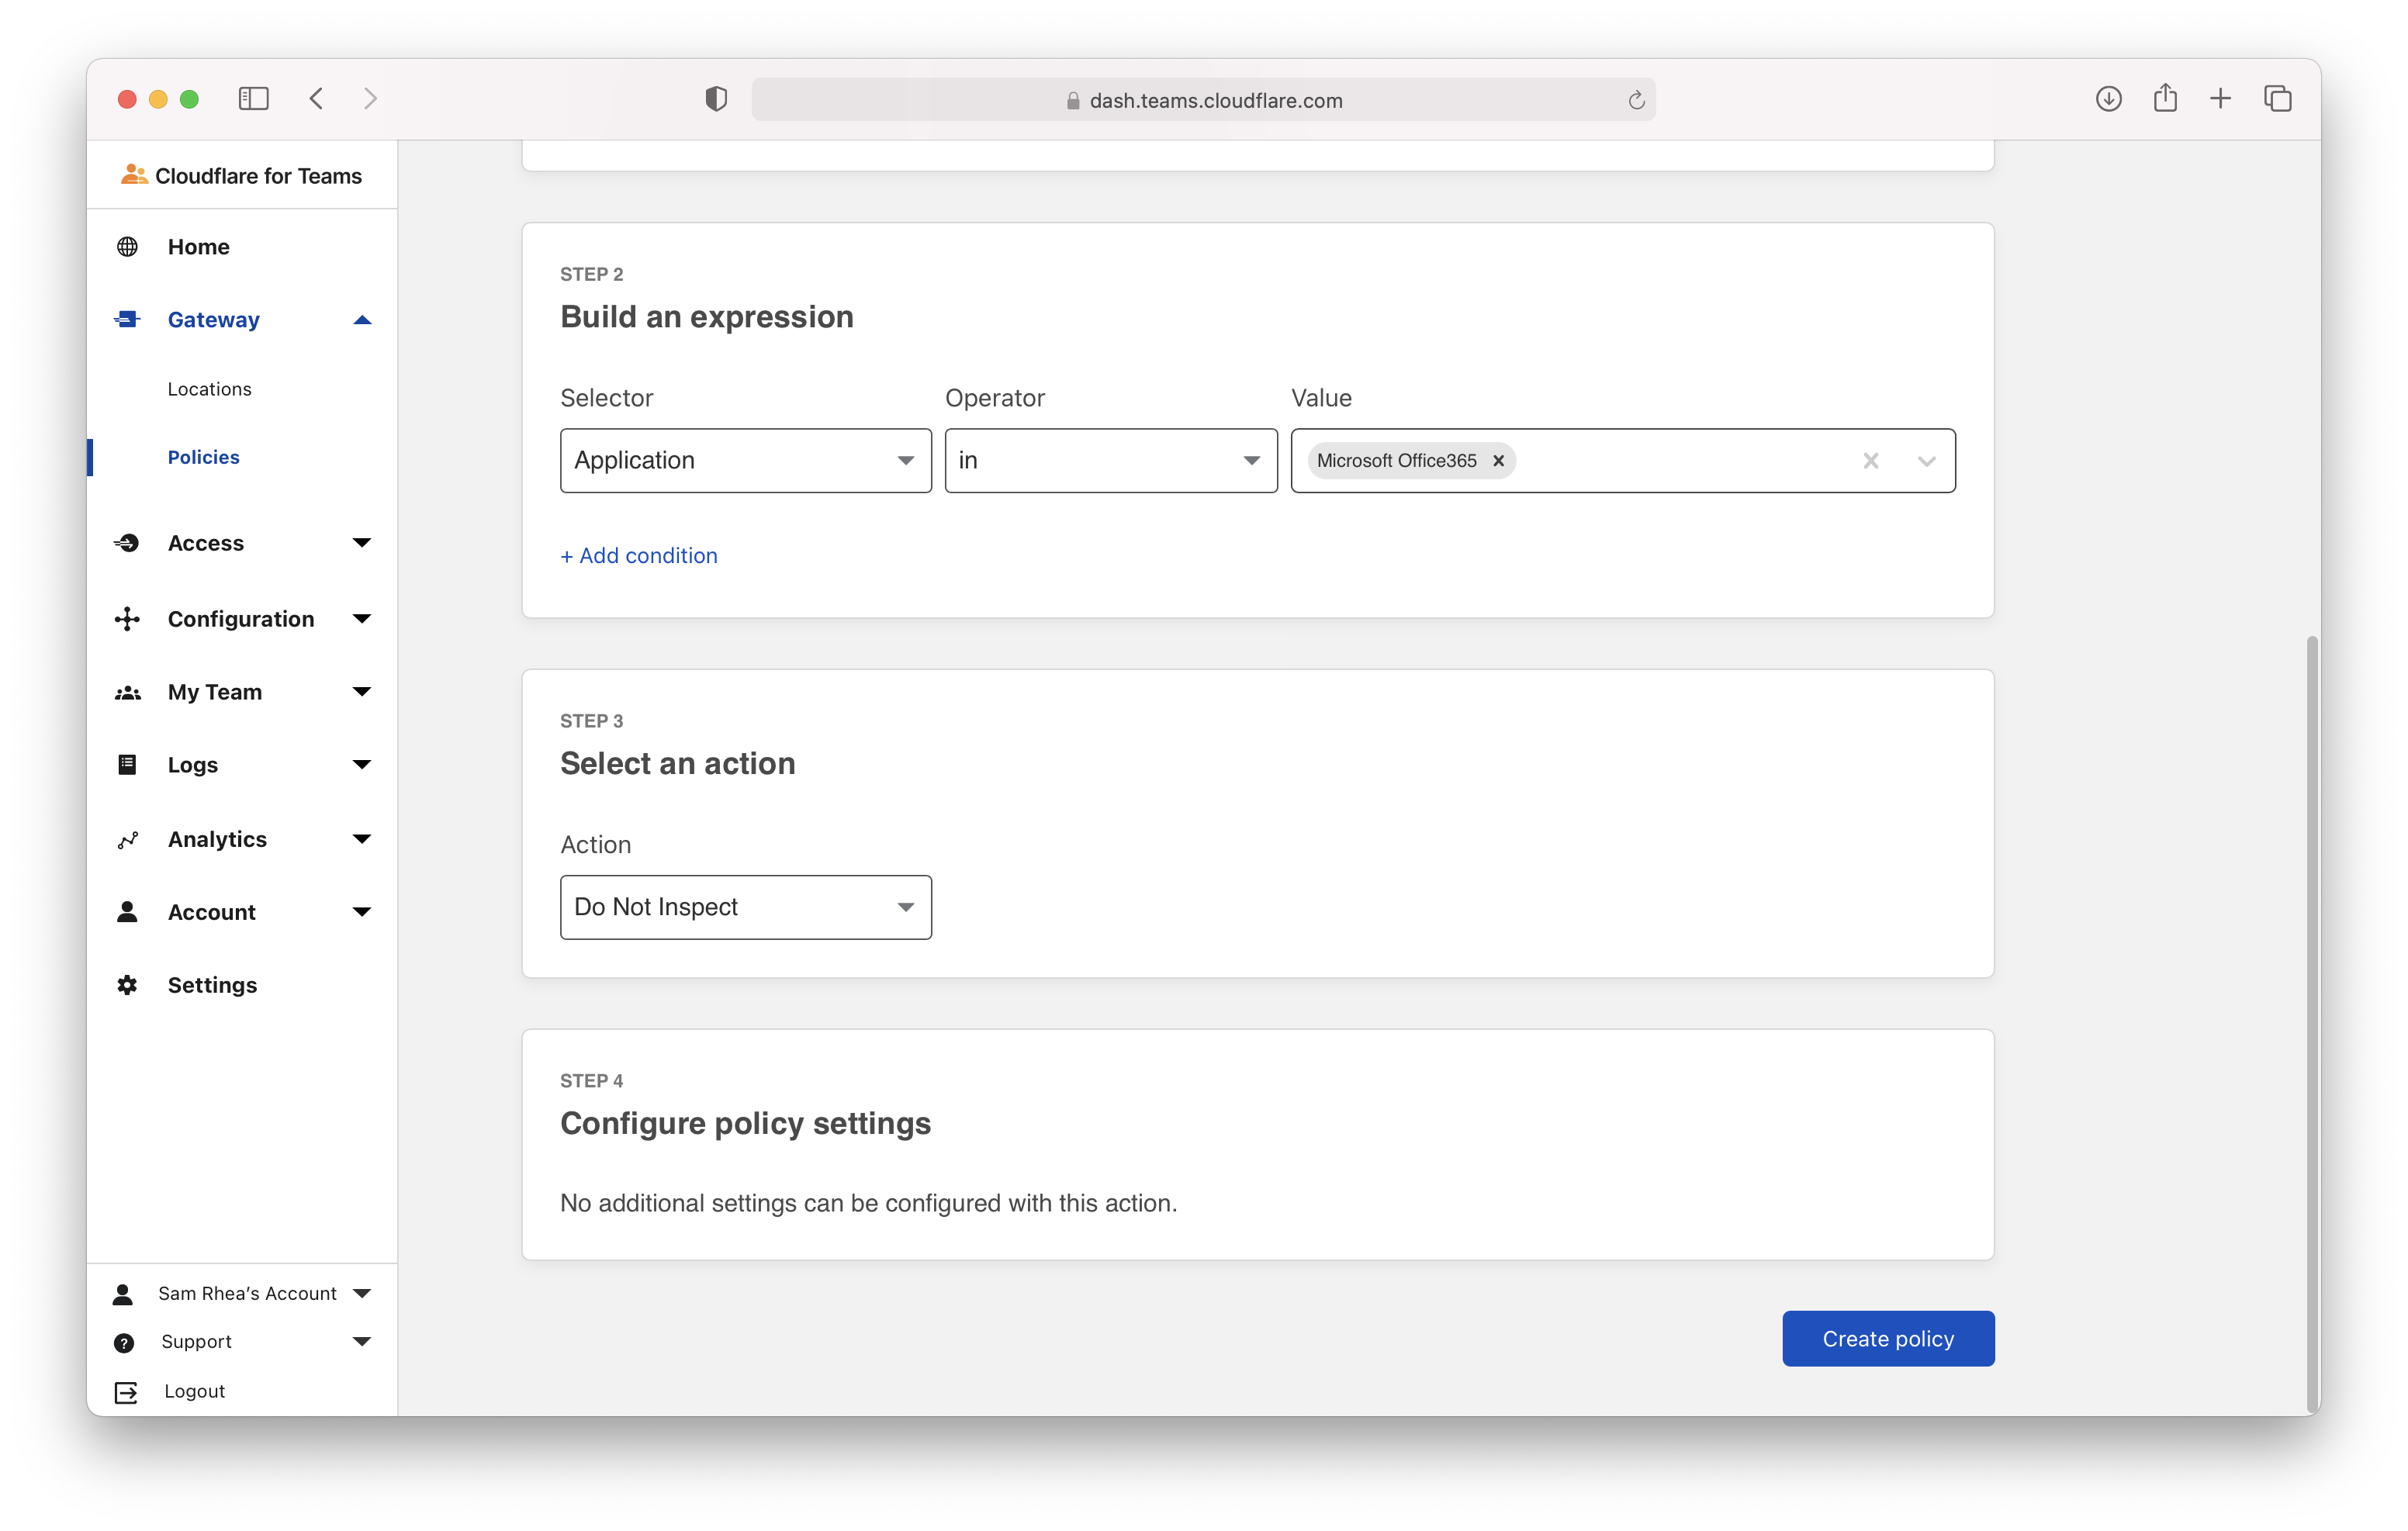 dash.teams.cloudflare.com
Cloudflare for Teams
Home
Gateway
Locations
Policies
Access
Configuration
My Team
Logs
Analytics
Account
Settings
Sam Rhea’s Account
Support
Logout
STEP 2
Build an expression
Selector Operator Value
Application in Microsoft Office365
+ Add condition
STEP 3
Select an action
Action
Do Not Inspect
STEP 4
Configure policy settings
No additional settings can be configured with this action.
Create policy